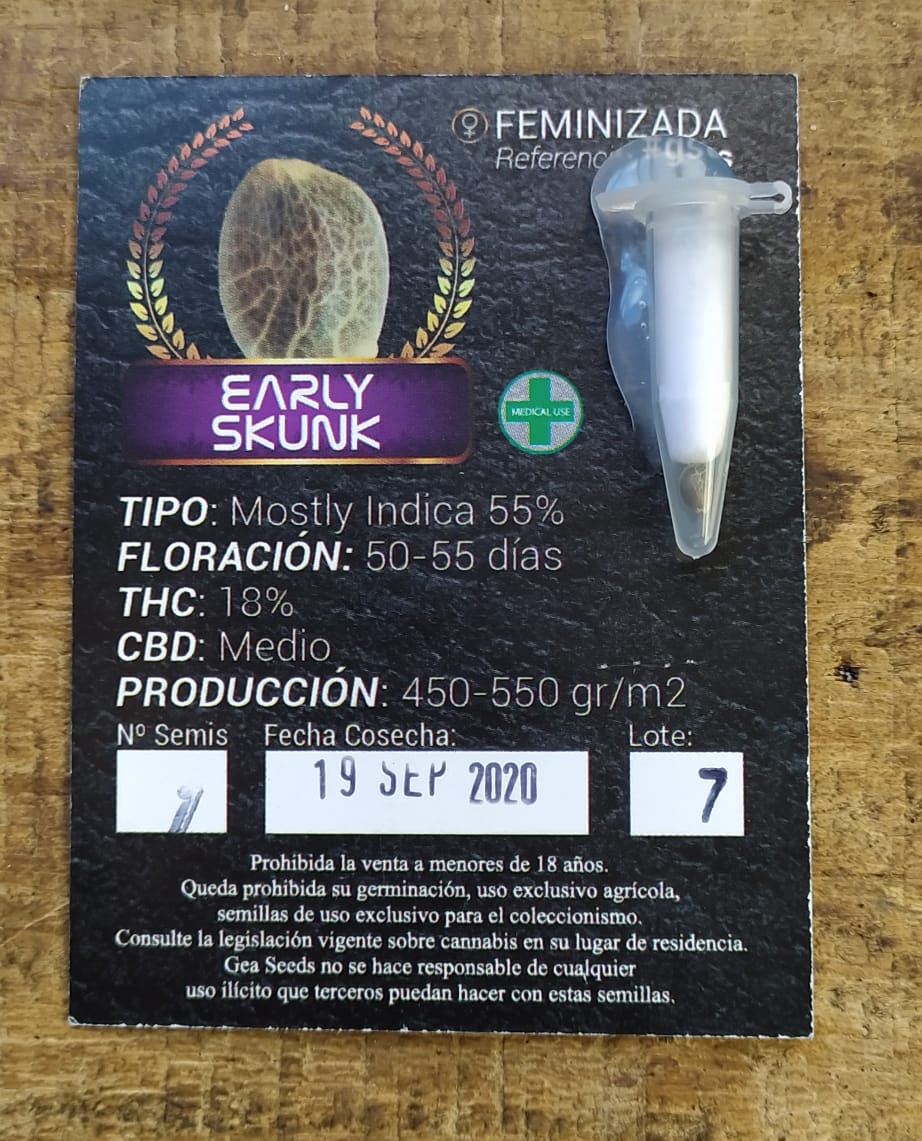 FEMINIZADA
EARLY
SKUNK
MEDICAL USE
TIPO: Mostly Indica 55%
FLORACIÓN: 50-55 días
THC: 18%
CBD: Medio
PRODUCCIÓN: 450-550 gr/m2
Nº Semis Fecha Cosecha: Lote:
19 SEP 2020 7
Prohibida la venta a menores de 18 años.
Queda prohibida su germinación, uso exclusivo agrícola,
semillas de uso exclusivo para el coleccionismo.
Consulte la legislación vigente sobre cannabis en su lugar de residencia.
Gea Seeds no se hace responsable de cualquier
uso ilícito que terceros puedan hacer con estas semillas.